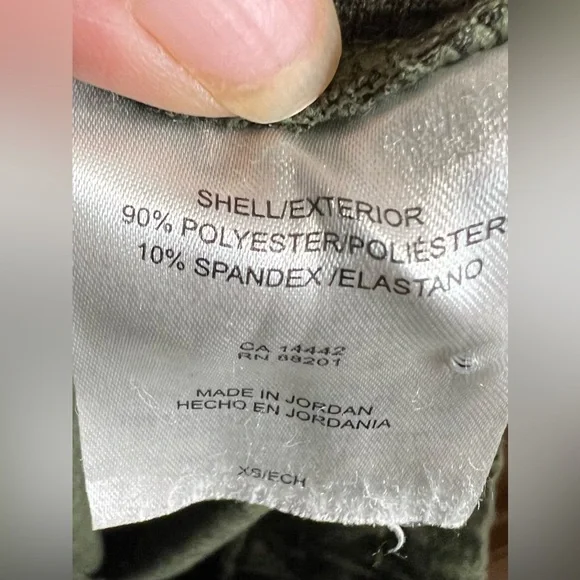 SHELL/EXTERIOR
90% POLYESTER/POLIÉSTER
10% SPANDEX/ELASTANO
CA 14442
RN 68201
MADE IN JORDAN
HECHO EN JORDANIA
XS/ECH